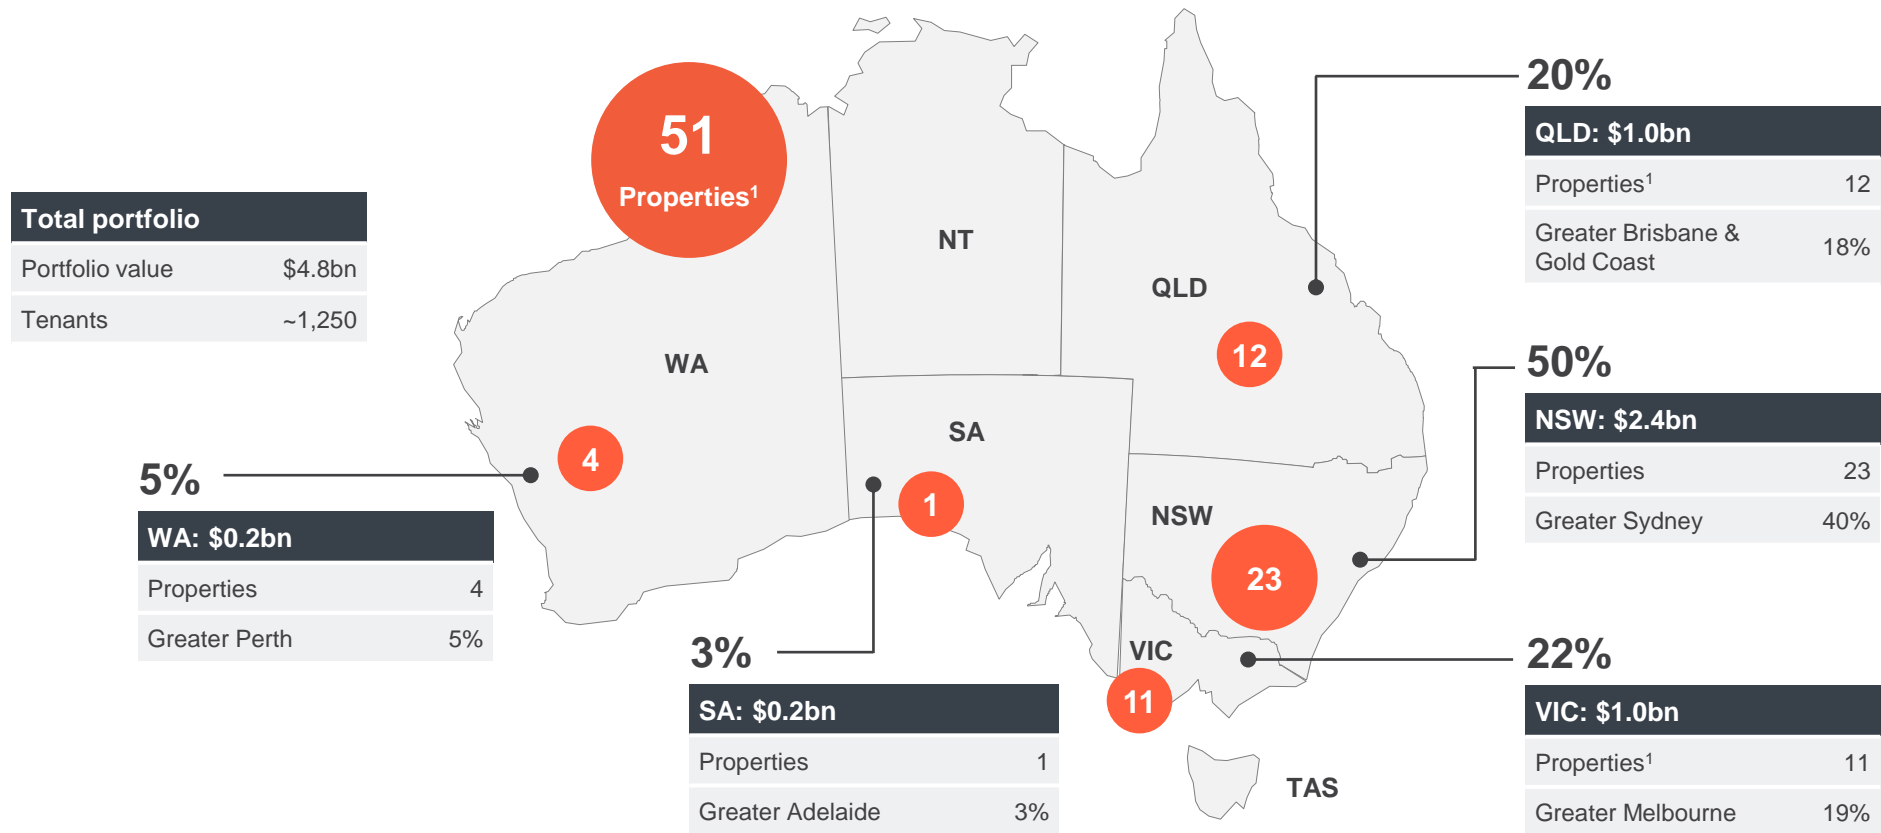 51
Properties¹
Total portfolio
Portfolio value $4.8bn
Tenants ~1,250
WA
NT
QLD
SA
NSW
VIC
TAS
4
1
12
23
11
20%
QLD: $1.0bn
Properties¹ 12
Greater Brisbane &
Gold Coast 18%
50%
NSW: $2.4bn
Properties 23
Greater Sydney 40%
5%
WA: $0.2bn
Properties 4
Greater Perth 5%
3%
SA: $0.2bn
Properties 1
Greater Adelaide 3%
22%
VIC: $1.0bn
Properties¹ 11
Greater Melbourne 19%